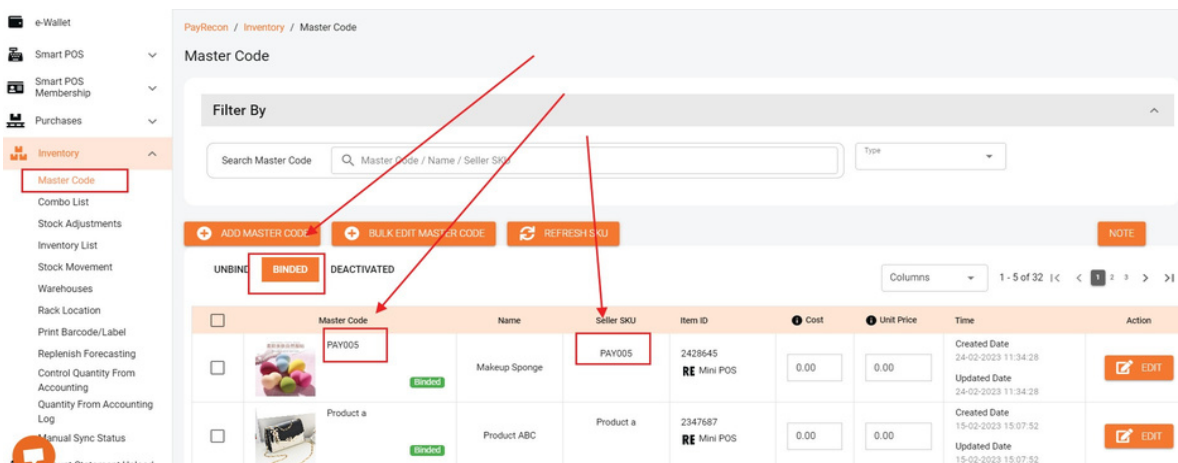 e-Wallet
Smart POS
Smart POS
Membership
Purchases
Inventory
Master Code
Combo List
Stock Adjustments
Inventory List
Stock Movement
Warehouses
Rack Location
Print Barcode/Label
Replenish Forecasting
Control Quantity From
Accounting
Quantity From Accounting
Log
Manual Sync Status
PayRecon / Inventory / Master Code
Master Code
Filter By
Search Master Code Master Code / Name / Seller SKU Type
ADD MASTER CODE BULK EDIT MASTER CODE REFRESH SKU NOTE
UNBIND BINDED DEACTIVATED Columns 1 - 5 of 32 |< < 1 2 3 > >|
Master Code Name Seller SKU Item ID Cost Unit Price Time Action
PAY005 Binded Makeup Sponge PAY005 2428645 RE Mini POS 0.00 0.00 EDIT
Created Date
24-02-2023 11:34:28
Updated Date
24-02-2023 11:34:28
Product a Binded Product ABC Product a 2347687 RE Mini POS 0.00 0.00 EDIT
Created Date
15-02-2023 15:07:52
Updated Date
15-02-2023 15:07:52